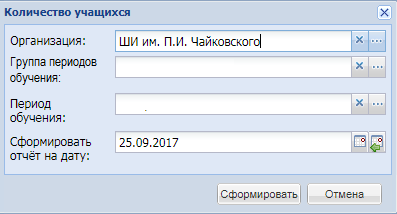 Количество учащихся
Организация: ШИ им. П.И. Чайковского
Группа периодов
обучения:
Период
обучения:
Сформировать
отчёт на дату: 25.09.2017
Сформировать Отмена